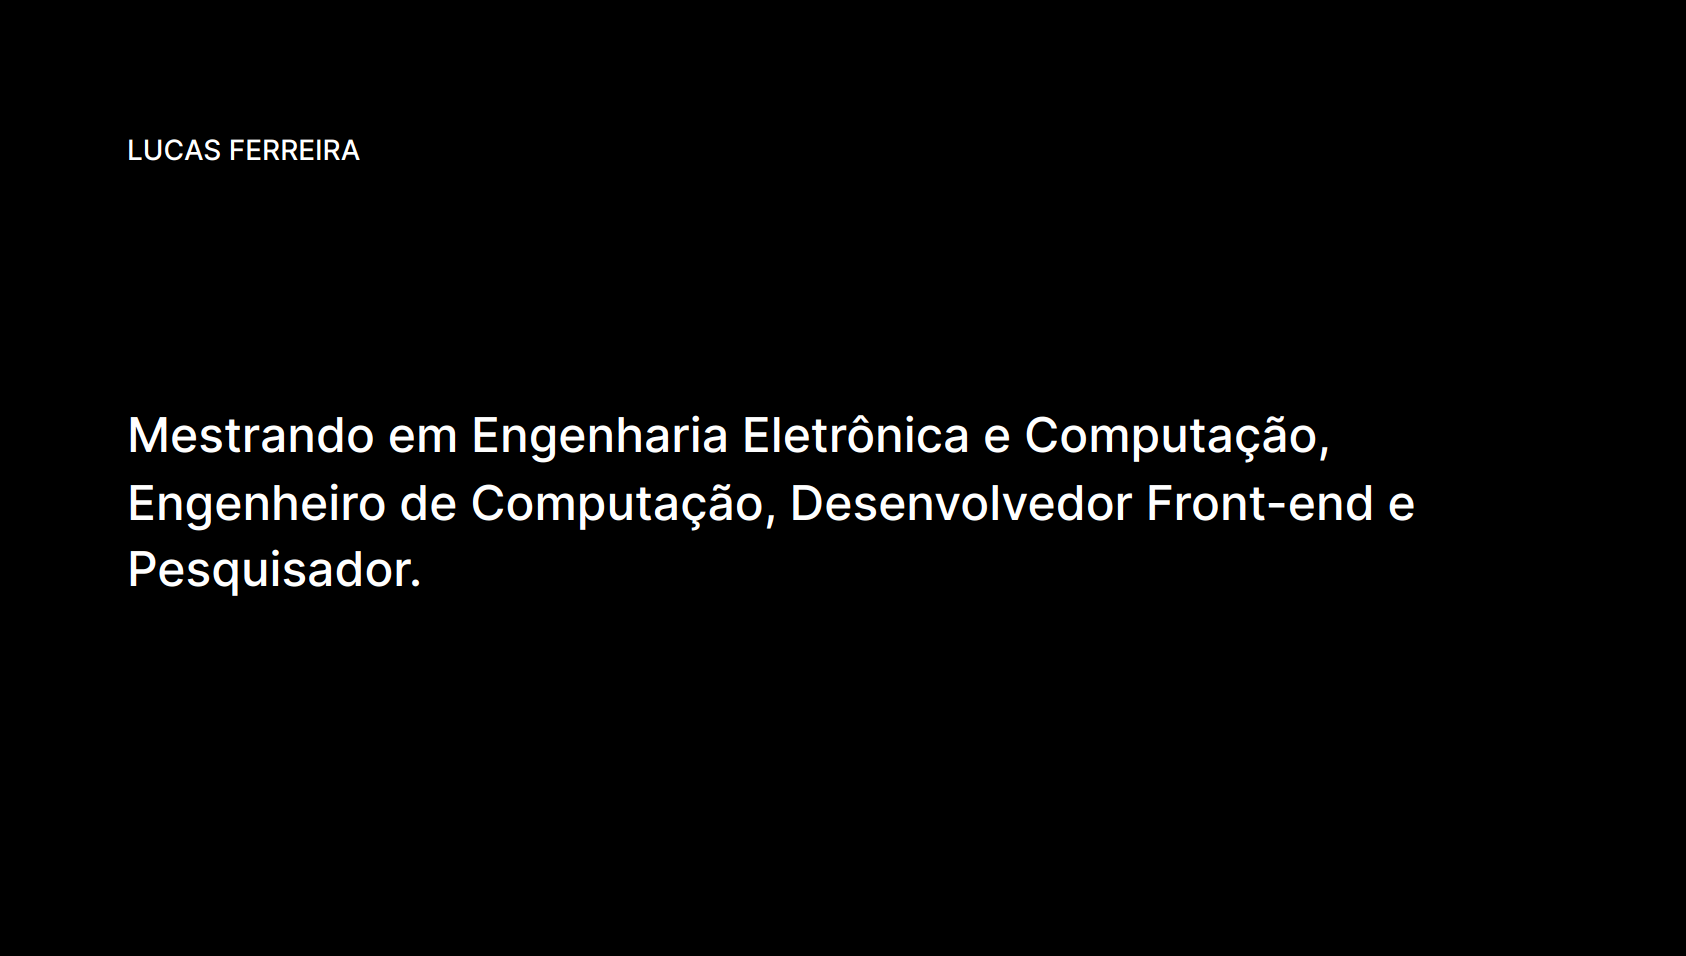 LUCAS FERREIRA
Mestrando em Engenharia Eletrônica e Computação,
Engenheiro de Computação, Desenvolvedor Front-end e
Pesquisador.